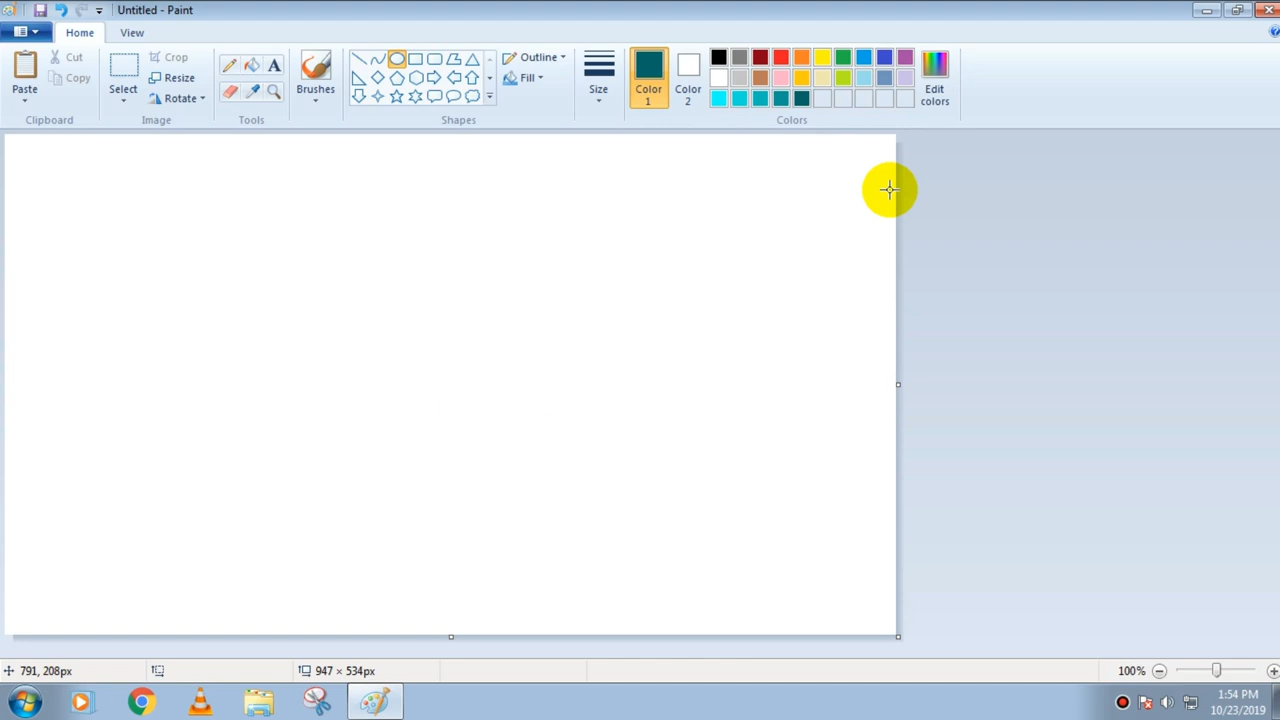 Untitled - Paint
Home
View
Paste
Cut
Copy
Clipboard
Select
Crop
Resize
Rotate
Image
A
Tools
Brushes
Outline
Fill
Shapes
Size
Color
1
Color
2
Edit
colors
Colors
791, 208px
947 × 534px
100%
1:54 PM
10/23/2019